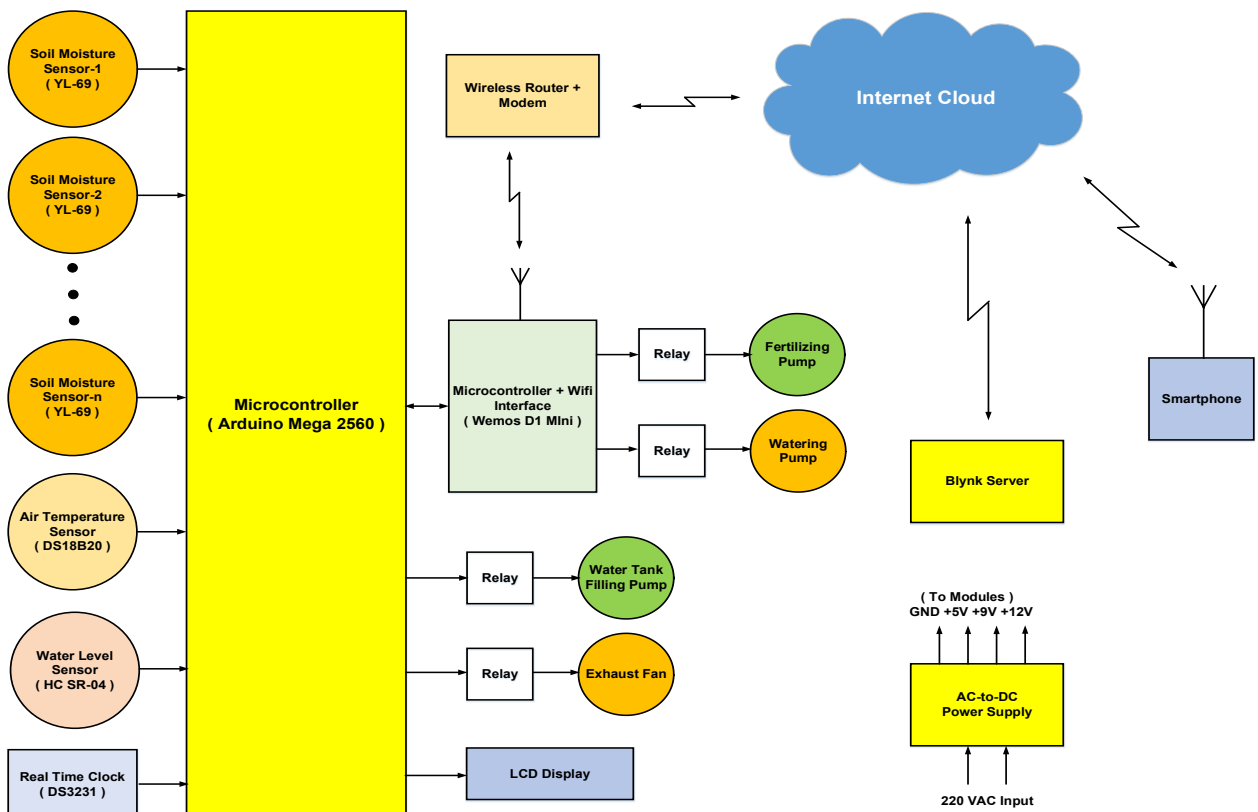 Soil Moisture
Sensor-1
( YL-69 )
Soil Moisture
Sensor-2
( YL-69 )
Soil Moisture
Sensor-n
( YL-69 )
Air Temperature
Sensor
( DS18B20 )
Water Level
Sensor
( HC SR-04 )
Real Time Clock
( DS3231 )
Microcontroller
( Arduino Mega 2560 )
Wireless Router +
Modem
Internet Cloud
Microcontroller + Wifi
Interface
( Wemos D1 MIni )
Relay
Fertilizing
Pump
Relay
Watering
Pump
Relay
Water Tank
Filling Pump
Relay
Exhaust Fan
LCD Display
Smartphone
Blynk Server
( To Modules )
GND +5V +9V +12V
AC-to-DC
Power Supply
220 VAC Input